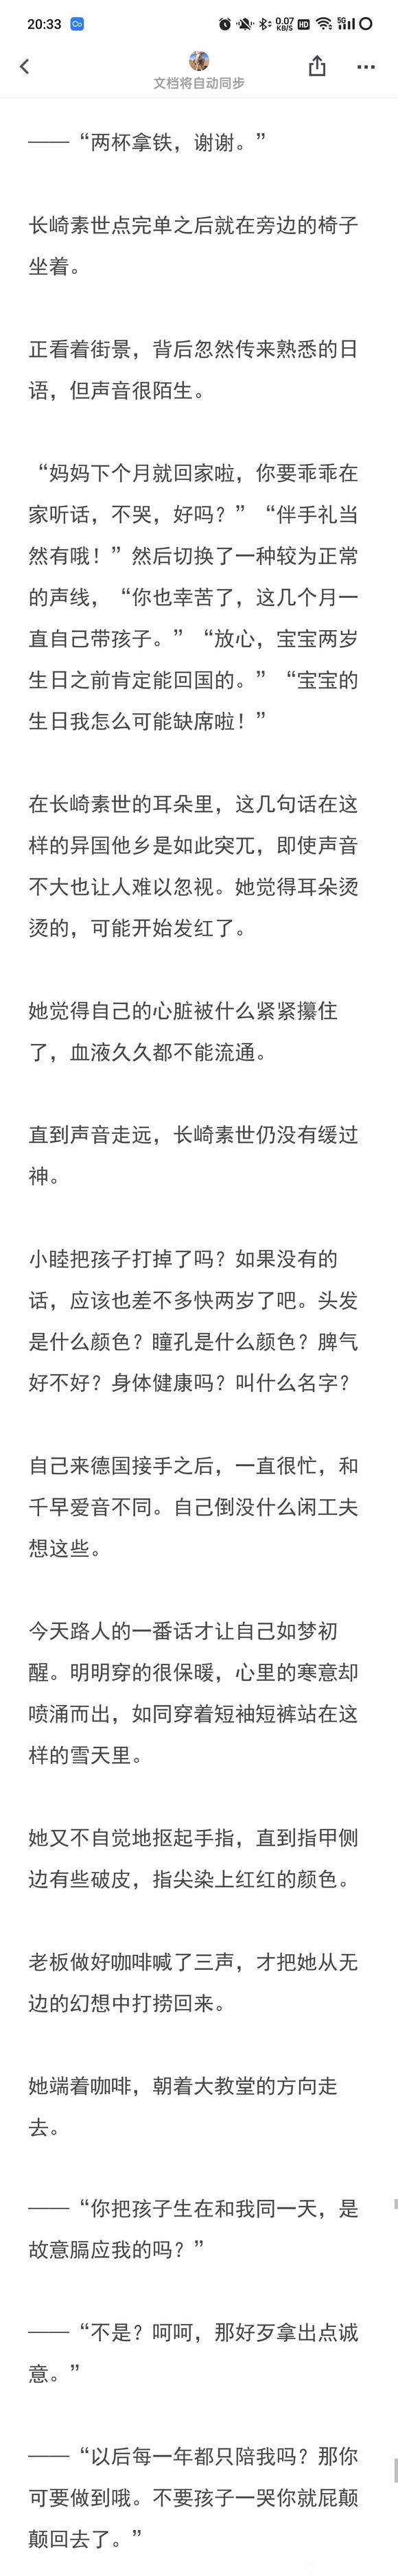 20:33
0.07
KB/S
HD
5G
文档将自动同步
——“两杯拿铁，谢谢。”
长崎素世点完单之后就在旁边的椅子
坐着。
正看着街景，背后忽然传来熟悉的日
语，但声音很陌生。
“妈妈下个月就回家啦，你要乖乖在
家听话，不哭，好吗？”“伴手礼当
然有哦！”然后切换了一种较为正常
的声线，“你也幸苦了，这几个月一
直自己带孩子。”“放心，宝宝两岁
生日之前肯定能回国的。”“宝宝的
生日我怎么可能缺席啦！”
在长崎素世的耳朵里，这几句话在这
样的异国他乡是如此突兀，即使声音
不大也让人难以忽视。她觉得耳朵烫
烫的，可能开始发红了。
她觉得自己的心脏被什么紧紧攥住
了，血液久久都不能流通。
直到声音走远，长崎素世仍没有缓过
神。
小睦把孩子打掉了吗？如果没有的
话，应该也差不多快两岁了吧。头发
是什么颜色？瞳孔是什么颜色？脾气
好不好？身体健康吗？叫什么名字？
自己来德国接手之后，一直很忙，和
千早爱音不同。自己倒没什么闲工夫
想这些。
今天路人的一番话才让自己如梦初
醒。明明穿的很保暖，心里的寒意却
喷涌而出，如同穿着短袖短裤站在这
样的雪天里。
她又不自觉地抠起手指，直到指甲侧
边有些破皮，指尖染上红红的颜色。
老板做好咖啡喊了三声，才把她从无
边的幻想中打捞回来。
她端着咖啡，朝着大教堂的方向走
去。
——“你把孩子生在和我同一天，是
故意膈应我的吗？”
——“不是？呵呵，那好歹拿出点诚
意。”
——“以后每一年都只陪我吗？那你
可要做到哦。不要孩子一哭你就屁颠
颠回去了。”